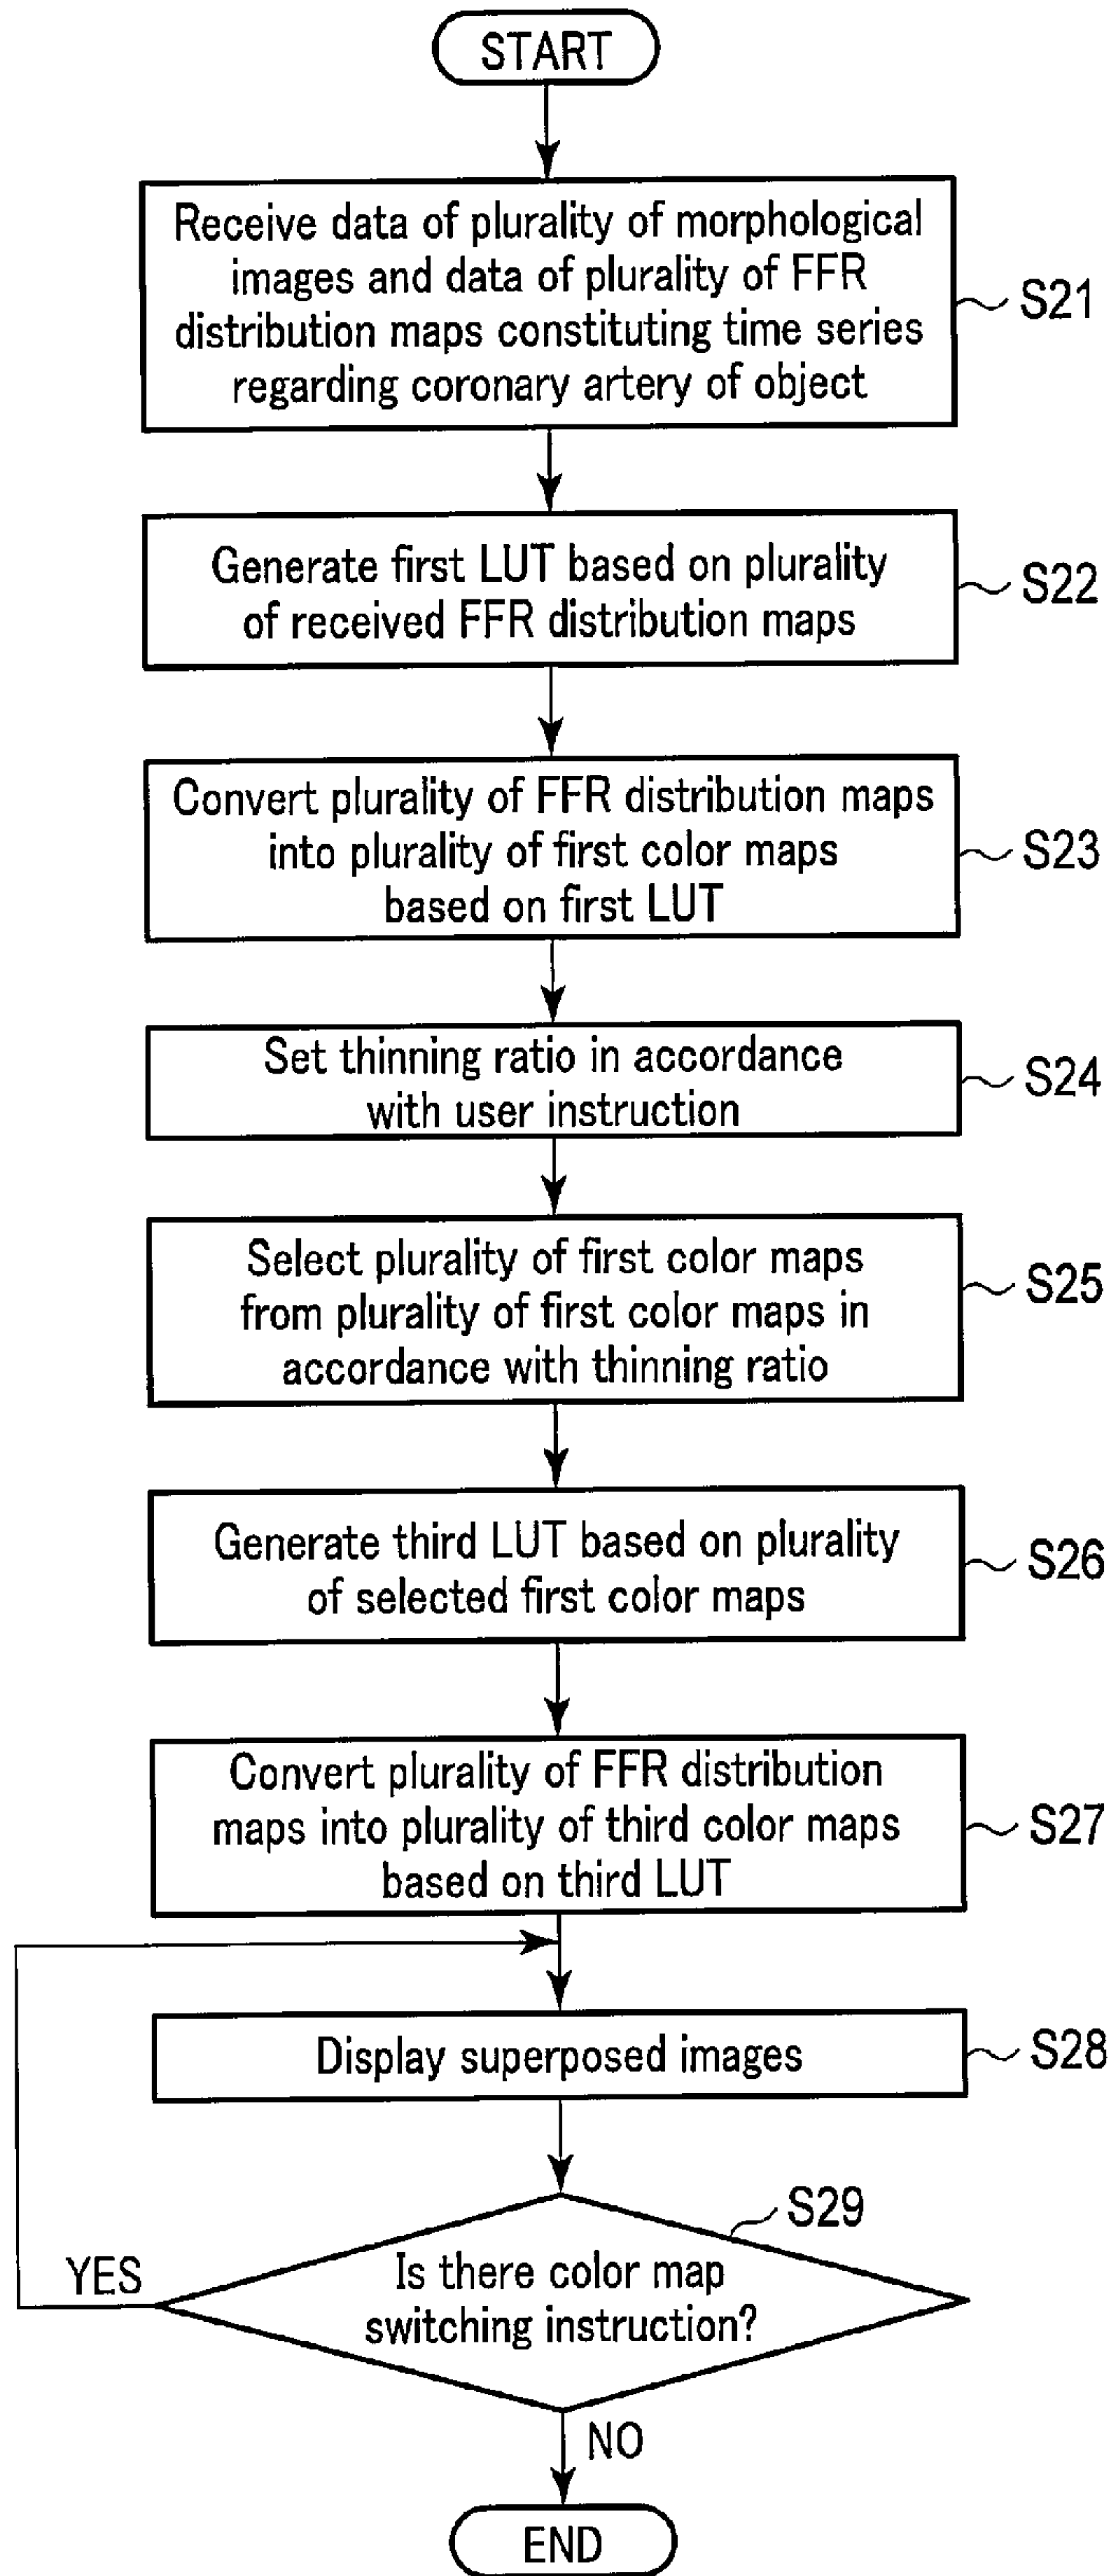 START
Receive data of plurality of morphological
images and data of plurality of FFR
distribution maps constituting time series
regarding coronary artery of object
S21
Generate first LUT based on plurality
of received FFR distribution maps
S22
Convert plurality of FFR distribution maps
into plurality of first color maps
based on first LUT
S23
Set thinning ratio in accordance
with user instruction
S24
Select plurality of first color maps
from plurality of first color maps in
accordance with thinning ratio
S25
Generate third LUT based on plurality
of selected first color maps
S26
Convert plurality of FFR distribution
maps into plurality of third color maps
based on third LUT
S27
Display superposed images
S28
S29
Is there color map
switching instruction?
YES
NO
END